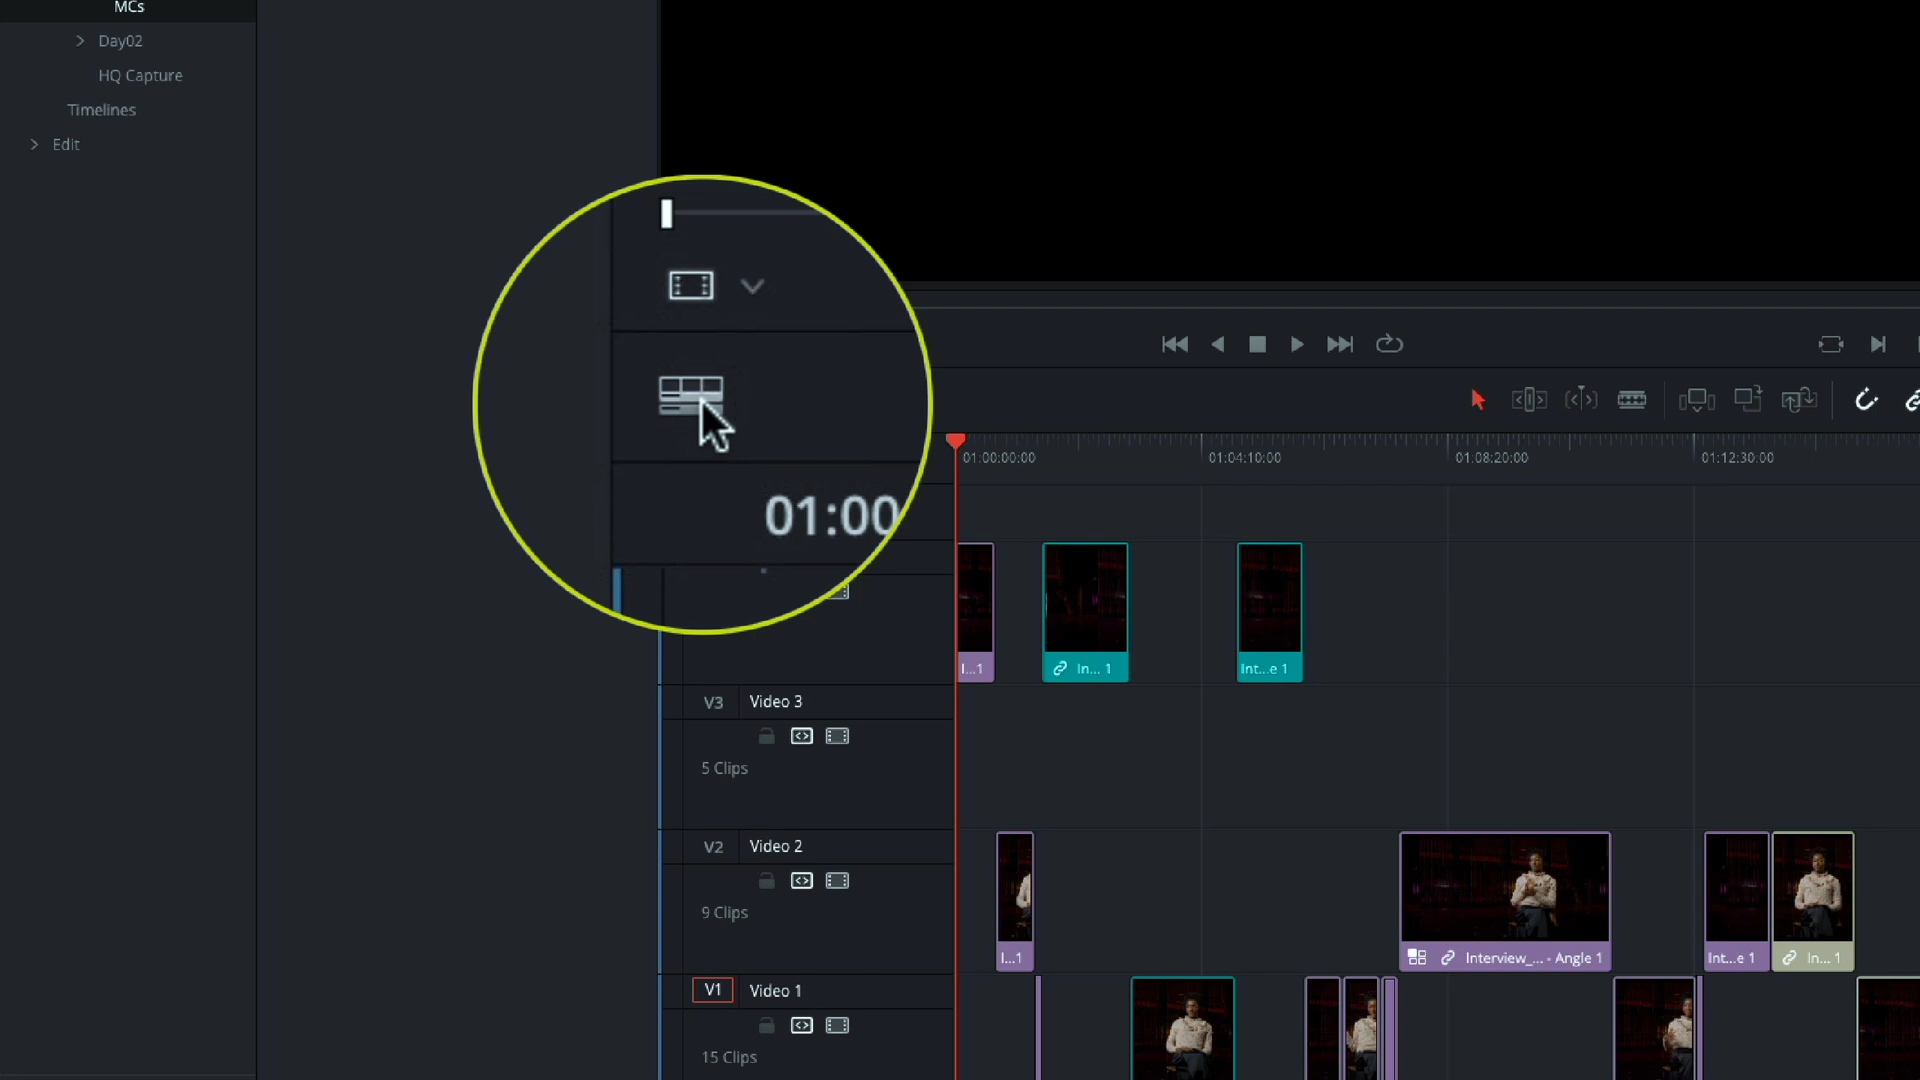 MCs
Day02
HQ Capture
Timelines
Edit
01:00
01:00:00:00
01:04:10:00
01:08:20:00
01:12:30:00
I...1
In... 1
Int...e 1
V3
Video 3
5 Clips
V2
Video 2
9 Clips
I...1
Interview_... - Angle 1
Int...e 1
In... 1
V1
Video 1
15 Clips